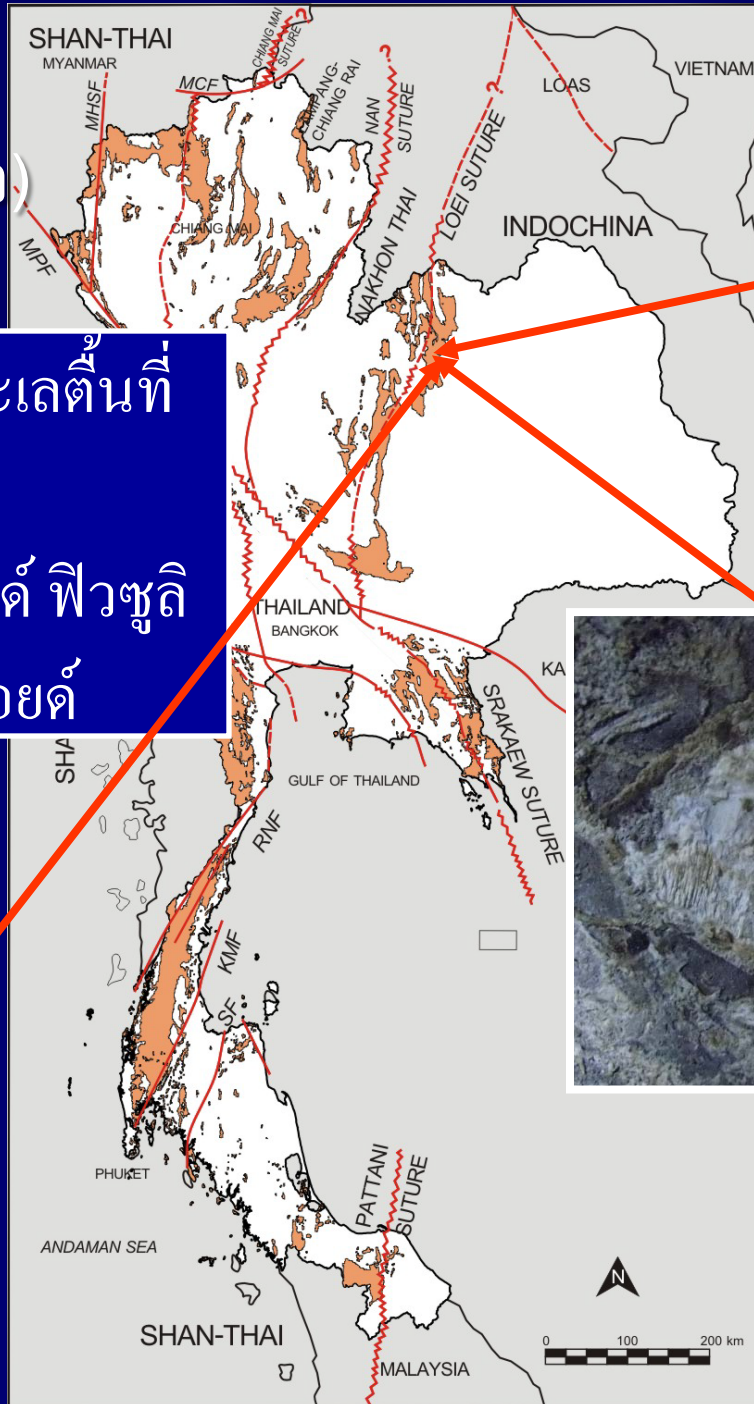 SHAN-THAI
MYANMAR
MHSF
MCF
CHIANG MAI
SUTURE
?
CHIANG RAI
NAN
SUTURE
?
LOEI SUTURE
?
LOAS
VIETNAM
INDOCHINA
)
MPF
CHIANG MAI
NAKHON THAI
ะเลตื้นที่
ด์ ฟิวซูลิ
อยด์
THAILAND
BANGKOK
KA
SHA
GULF OF THAILAND
SRAKAEW SUTURE
RNF
KMF
SF
PHUKET
PATTANI
SUTURE
ANDAMAN SEA
N
SHAN-THAI
0 100 200 km
MALAYSIA